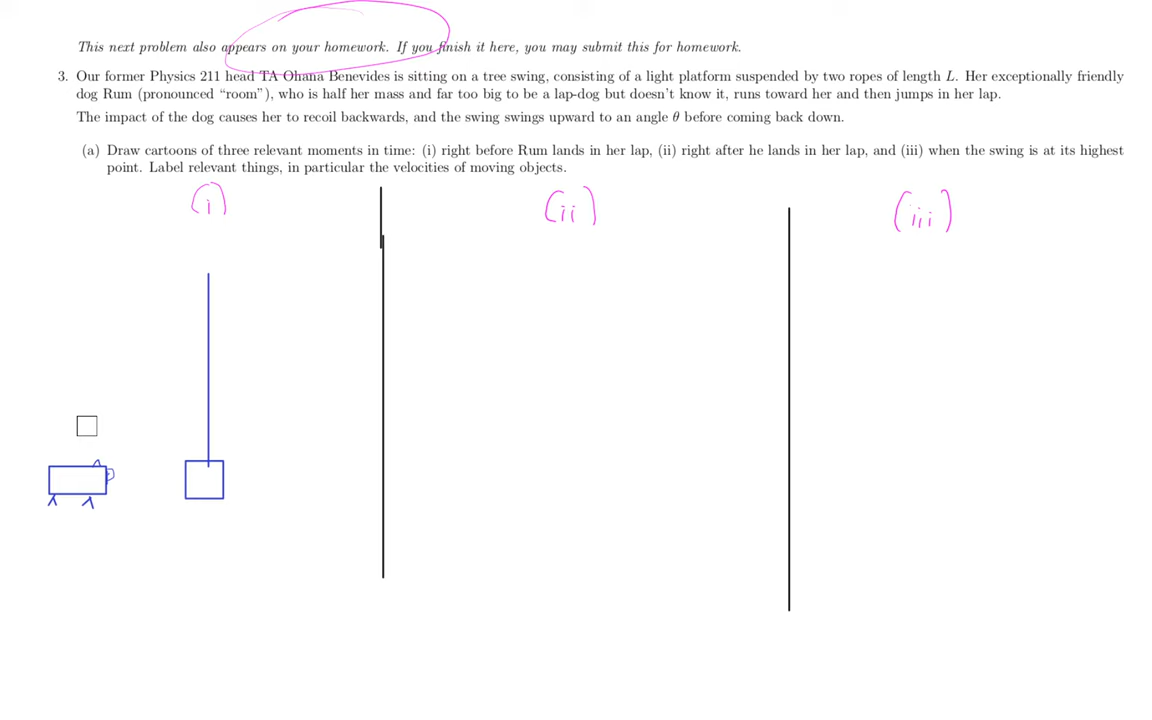 This next problem also appears on your homework. If you finish it here, you may submit this for homework.
3. Our former Physics 211 head TA Ohana Benevides is sitting on a tree swing, consisting of a light platform suspended by two ropes of length L. Her exceptionally friendly
dog Rum (pronounced “room”), who is half her mass and far too big to be a lap-dog but doesn’t know it, runs toward her and then jumps in her lap.
The impact of the dog causes her to recoil backwards, and the swing swings upward to an angle θ before coming back down.
(a) Draw cartoons of three relevant moments in time: (i) right before Rum lands in her lap, (ii) right after he lands in her lap, and (iii) when the swing is at its highest
point. Label relevant things, in particular the velocities of moving objects.
(i) (ii) (iii)